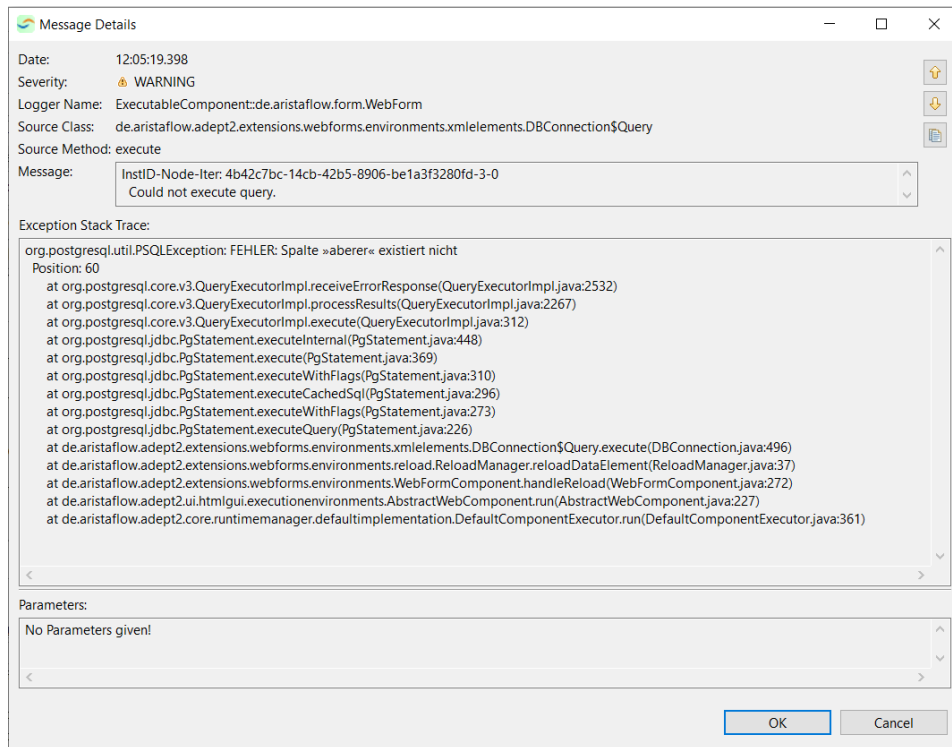 Message Details
Date: 12:05:19.398
Severity: WARNING
Logger Name: ExecutableComponent::de.aristaflow.form.WebForm
Source Class: de.aristaflow.adept2.extensions.webforms.environments.xmlelements.DBConnection$Query
Source Method: execute
Message: InstID-Node-Iter: 4b42c7bc-14cb-42b5-8906-be1a3f3280fd-3-0
Could not execute query.
Exception Stack Trace:
org.postgresql.util.PSQLException: FEHLER: Spalte »aberer« existiert nicht
Position: 60
at org.postgresql.core.v3.QueryExecutorImpl.receiveErrorResponse(QueryExecutorImpl.java:2532)
at org.postgresql.core.v3.QueryExecutorImpl.processResults(QueryExecutorImpl.java:2267)
at org.postgresql.core.v3.QueryExecutorImpl.execute(QueryExecutorImpl.java:312)
at org.postgresql.jdbc.PgStatement.executeInternal(PgStatement.java:448)
at org.postgresql.jdbc.PgStatement.execute(PgStatement.java:369)
at org.postgresql.jdbc.PgStatement.executeWithFlags(PgStatement.java:310)
at org.postgresql.jdbc.PgStatement.executeCachedSql(PgStatement.java:296)
at org.postgresql.jdbc.PgStatement.executeWithFlags(PgStatement.java:273)
at org.postgresql.jdbc.PgStatement.executeQuery(PgStatement.java:226)
at de.aristaflow.adept2.extensions.webforms.environments.xmlelements.DBConnection$Query.execute(DBConnection.java:496)
at de.aristaflow.adept2.extensions.webforms.environments.reload.ReloadManager.reloadDataElement(ReloadManager.java:37)
at de.aristaflow.adept2.extensions.webforms.environments.WebFormComponent.handleReload(WebFormComponent.java:272)
at de.aristaflow.adept2.ui.htmlgui.executionenvironments.AbstractWebComponent.run(AbstractWebComponent.java:227)
at de.aristaflow.adept2.core.runtimemanager.defaultimplementation.DefaultComponentExecutor.run(DefaultComponentExecutor.java:361)
Parameters:
No Parameters given!
OK Cancel